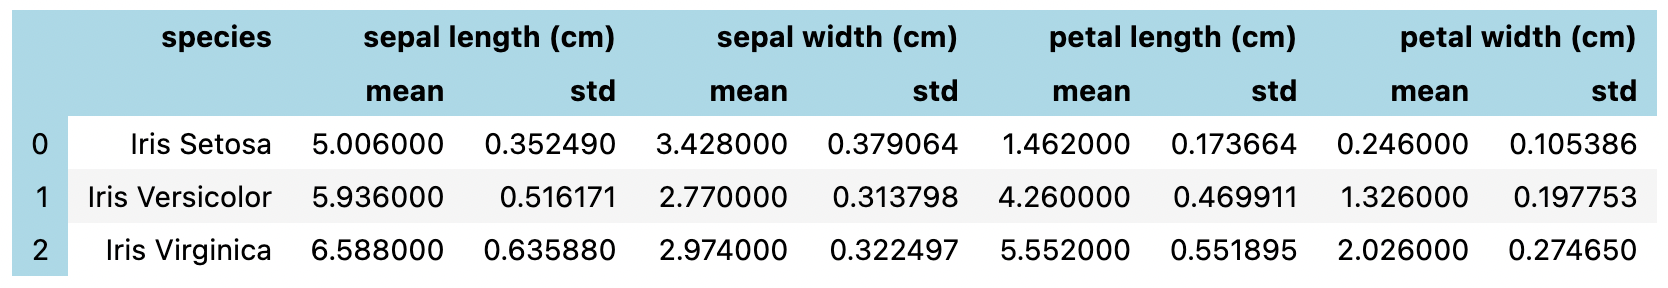 species sepal length (cm) sepal width (cm) petal length (cm) petal width (cm)
mean std mean std mean std mean std
0 Iris Setosa 5.006000 0.352490 3.428000 0.379064 1.462000 0.173664 0.246000 0.105386
1 Iris Versicolor 5.936000 0.516171 2.770000 0.313798 4.260000 0.469911 1.326000 0.197753
2 Iris Virginica 6.588000 0.635880 2.974000 0.322497 5.552000 0.551895 2.026000 0.274650